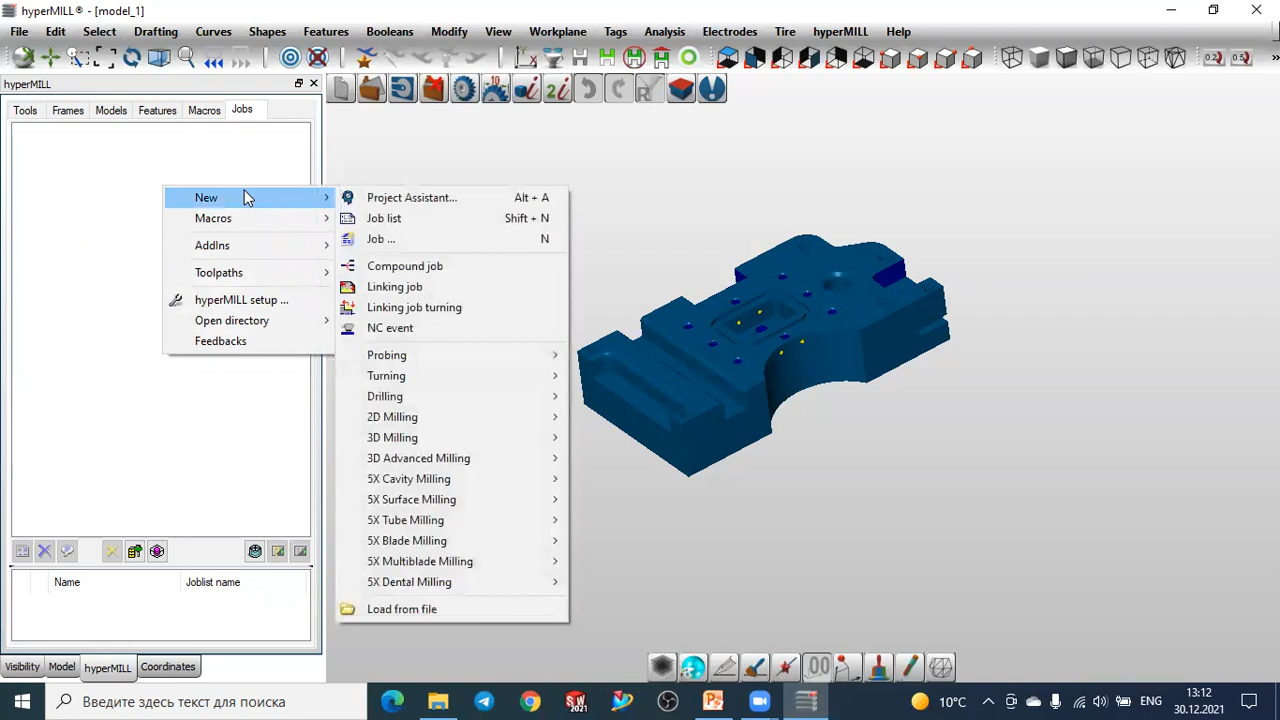 hyperMILL® - [model_1]
File Edit Select Drafting Curves Shapes Features Booleans Modify View Workplane Tags Analysis Electrodes Tire hyperMILL Help
hyperMILL
Tools Frames Models Features Macros Jobs
New
Macros
AddIns
Toolpaths
hyperMILL setup ...
Open directory
Feedbacks
Project Assistant... Alt + A
Job list Shift + N
Job ... N
Compound job
Linking job
Linking job turning
NC event
Probing
Turning
Drilling
2D Milling
3D Milling
3D Advanced Milling
5X Cavity Milling
5X Surface Milling
5X Tube Milling
5X Blade Milling
5X Multiblade Milling
5X Dental Milling
Load from file
Name Joblist name
Visibility Model hyperMILL Coordinates
Введите здесь текст для поиска
10°C ENG 13:12
30.12.2021